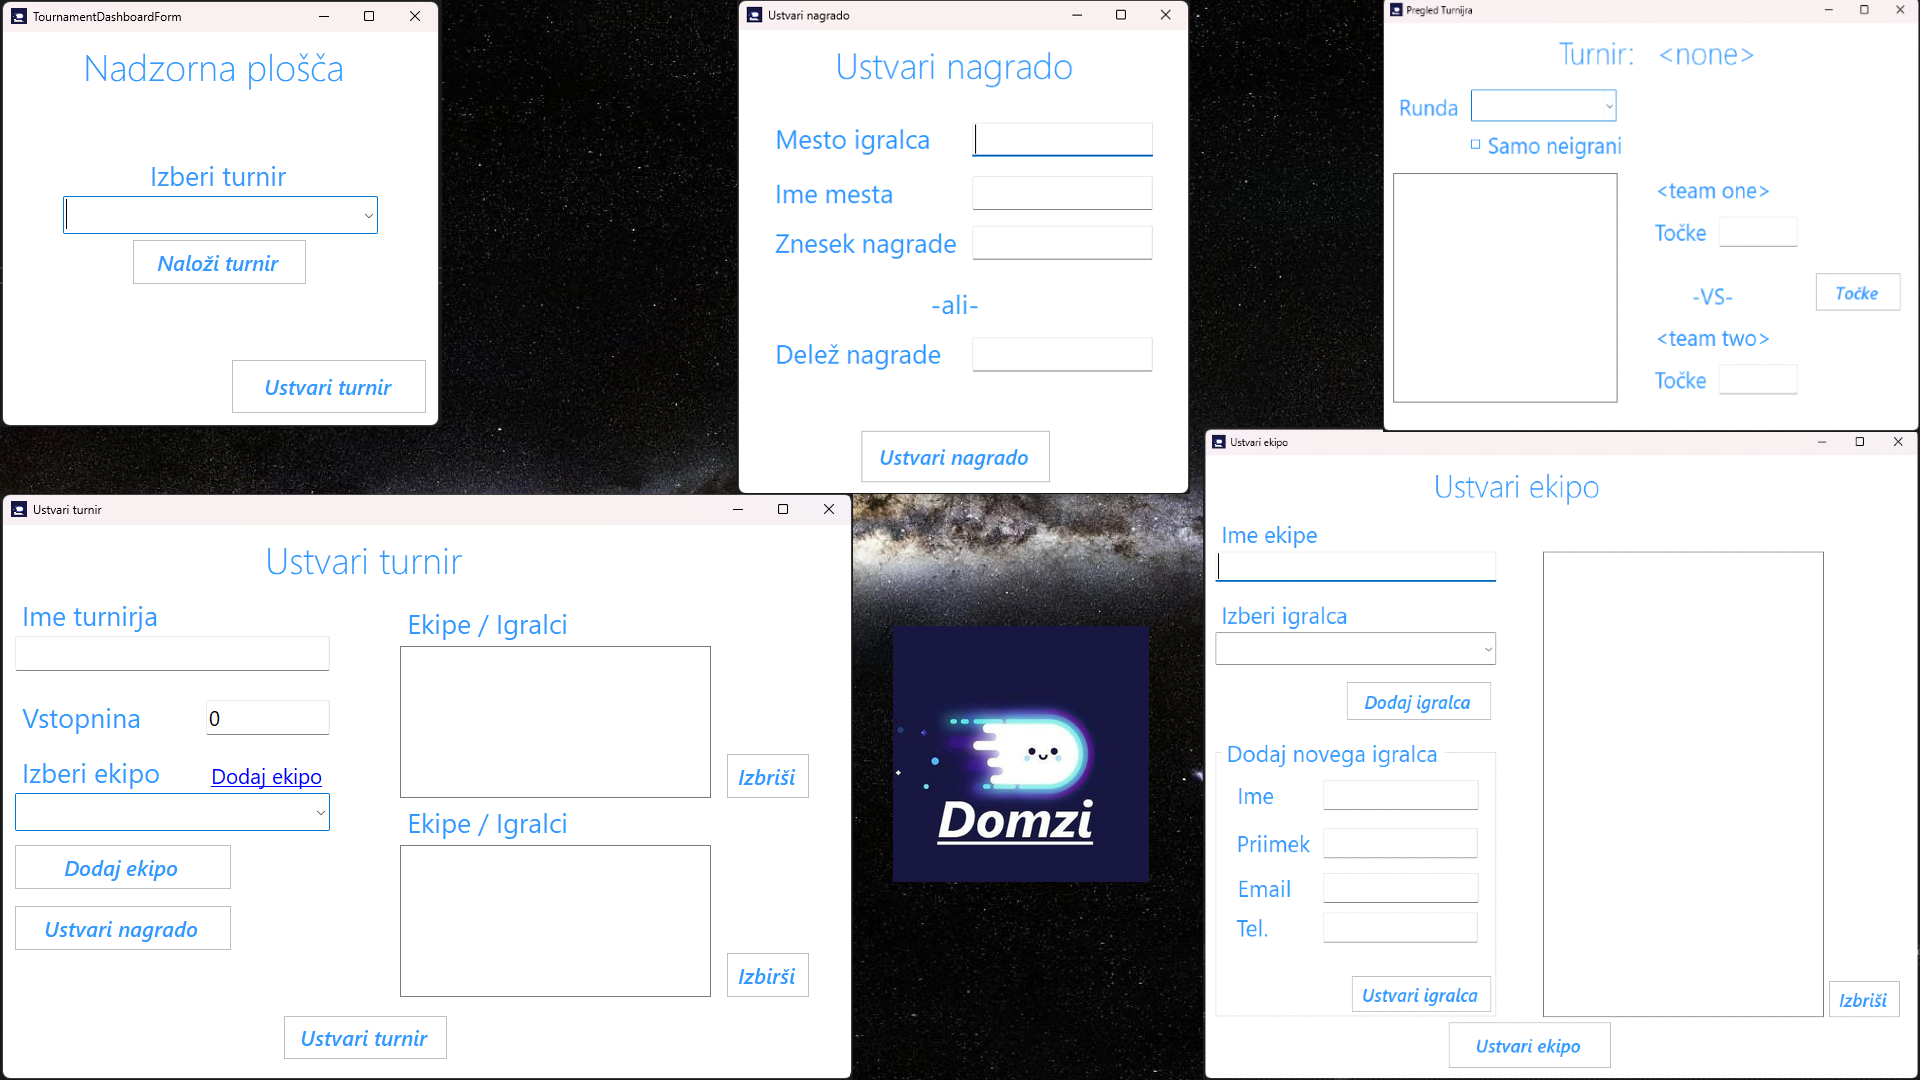 TournamentDashboardForm
Nadzorna plošča
Izberi turnir
Naloži turnir
Ustvari turnir
Ustvari nagrado
Ustvari nagrado
Mesto igralca
Ime mesta
Znesek nagrade
-ali-
Delež nagrade
Ustvari nagrado
Pregled Turnijra
Turnir: <none>
Runda
Samo neigrani
<team one>
Točke
-VS-
Točke
<team two>
Točke
Ustvari turnir
Ustvari turnir
Ime turnirja
Vstopnina 0
Izberi ekipo Dodaj ekipo
Dodaj ekipo
Ustvari nagrado
Ekipe / Igralci
Izbriši
Ekipe / Igralci
Izbirši
Ustvari turnir
Domzi
Ustvari ekipo
Ustvari ekipo
Ime ekipe
Izberi igralca
Dodaj igralca
Dodaj novega igralca
Ime
Priimek
Email
Tel.
Ustvari igralca
Izbriši
Ustvari ekipo